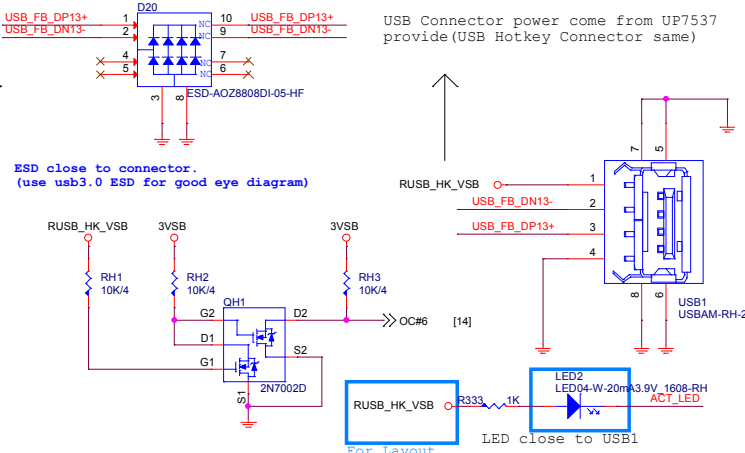 D20
USB_FB_DP13+ 1 NC 10 USB_FB_DP13+
USB_FB_DN13- 2 NC 9 USB_FB_DN13-
4 NC 7
5 NC 6
3 8
ESD-AOZ8808DI-05-HF
USB Connector power come from UP7537
provide(USB Hotkey Connector same)
ESD close to connector.
(use usb3.0 ESD for good eye diagram)
7 5
RUSB_HK_VSB 1
USB_FB_DN13- 2
USB_FB_DP13+ 3
4
8 6
USB1
USBAM-RH-2
RUSB_HK_VSB 3VSB 3VSB
RH1
10K/4
RH2
10K/4
RH3
10K/4
QH1
G2 D2
D1
G1 S2
S1
2N7002D
OC#6 [14]
LED2
LED04-W-20mA3.9V_1608-RH
RUSB_HK_VSB R333 1K ACT_LED
LED close to USB1
For Layout